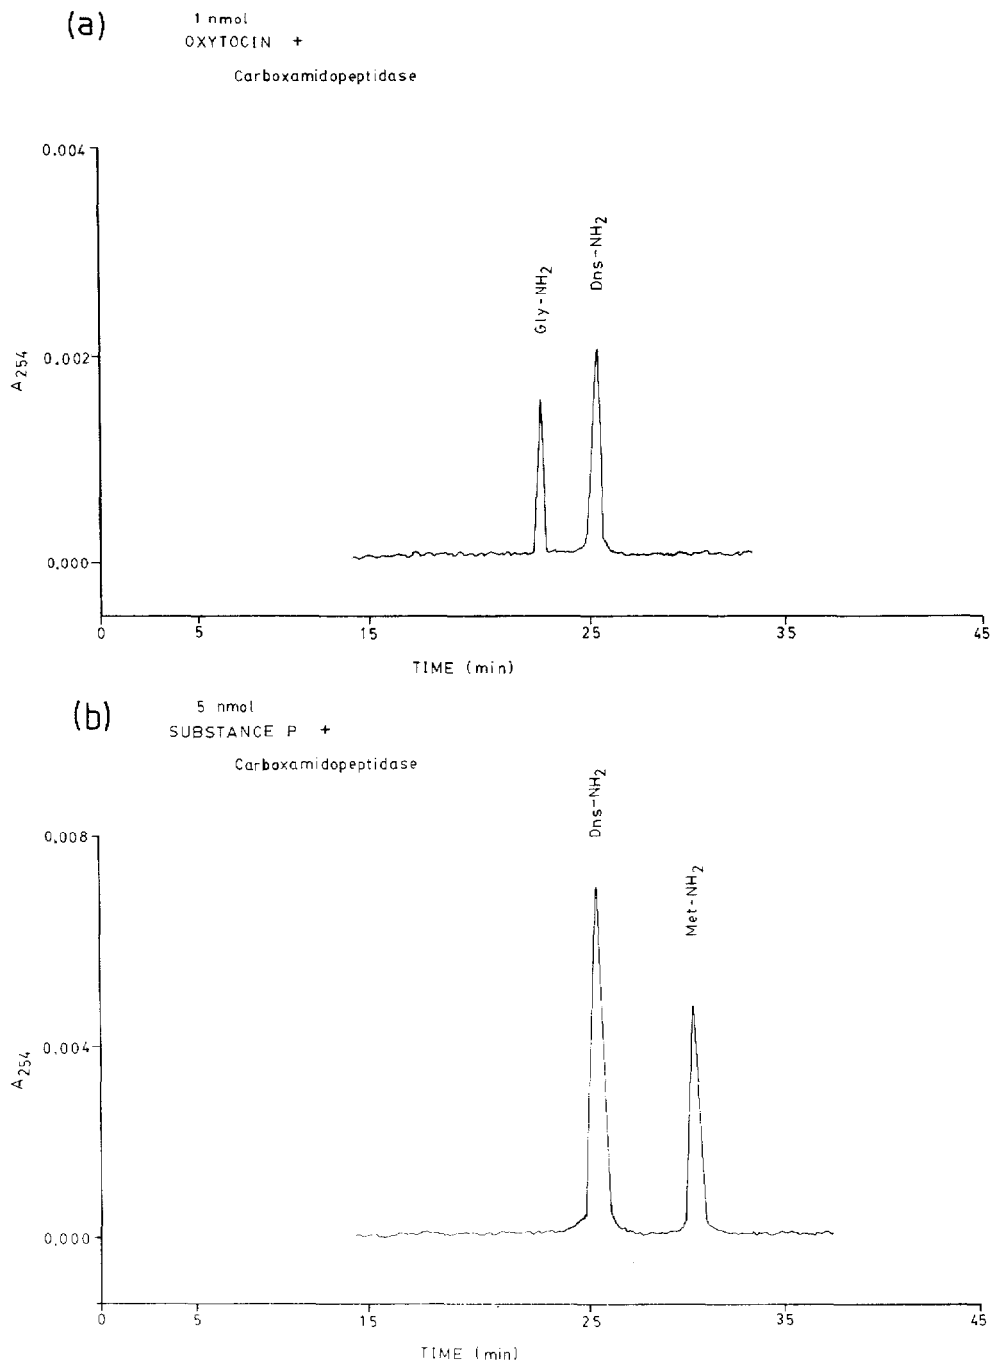 (a)
1 nmol
OXYTOCIN +
Carboxamidopeptidase
0.004
0.002
0.000
A254
Gly-NH2
Dns-NH2
0 5 15 25 35 45
TIME (min)
(b)
5 nmol
SUBSTANCE P +
Carboxamidopeptidase
0.008
0.004
0.000
A254
Dns-NH2
Met-NH2
0 5 15 25 35 45
TIME (min)